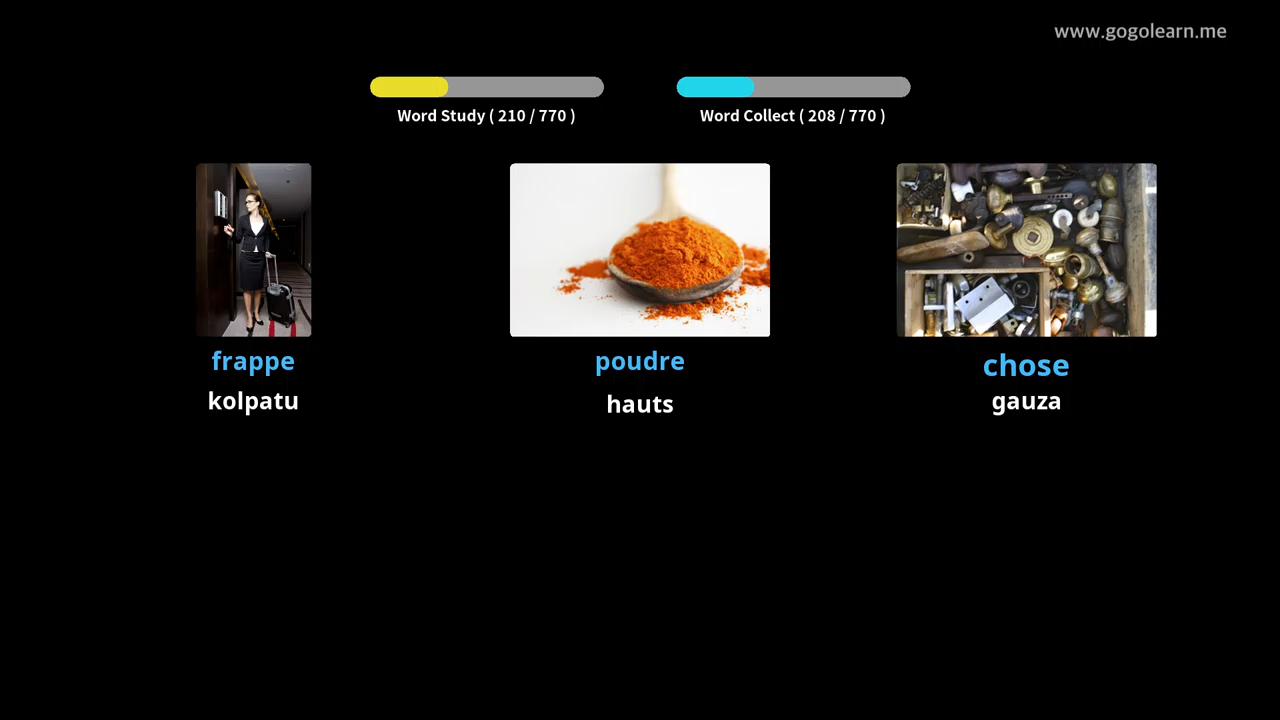 www.gogolearn.me
Word Study ( 210 / 770 )
Word Collect ( 208 / 770 )
frappe
poudre
chose
kolpatu
hauts
gauza